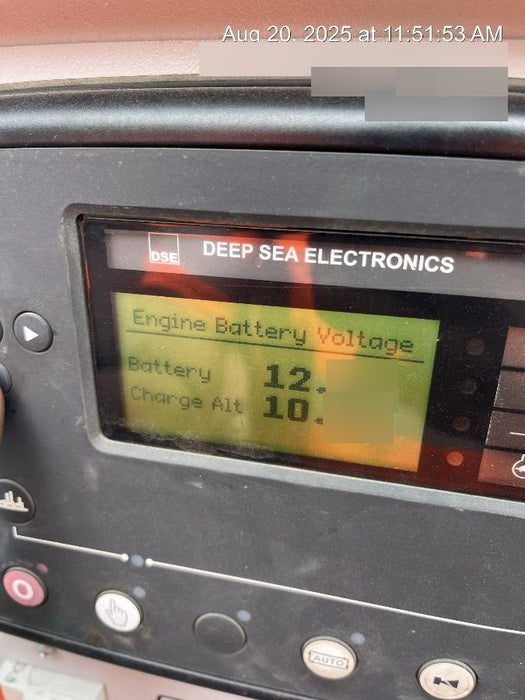 Aug 20, 2025 at 11:51:53 AM
DSE DEEP SEA ELECTRONICS
Engine Battery Voltage
Battery 12.
Charge Alt 10.
AUTO